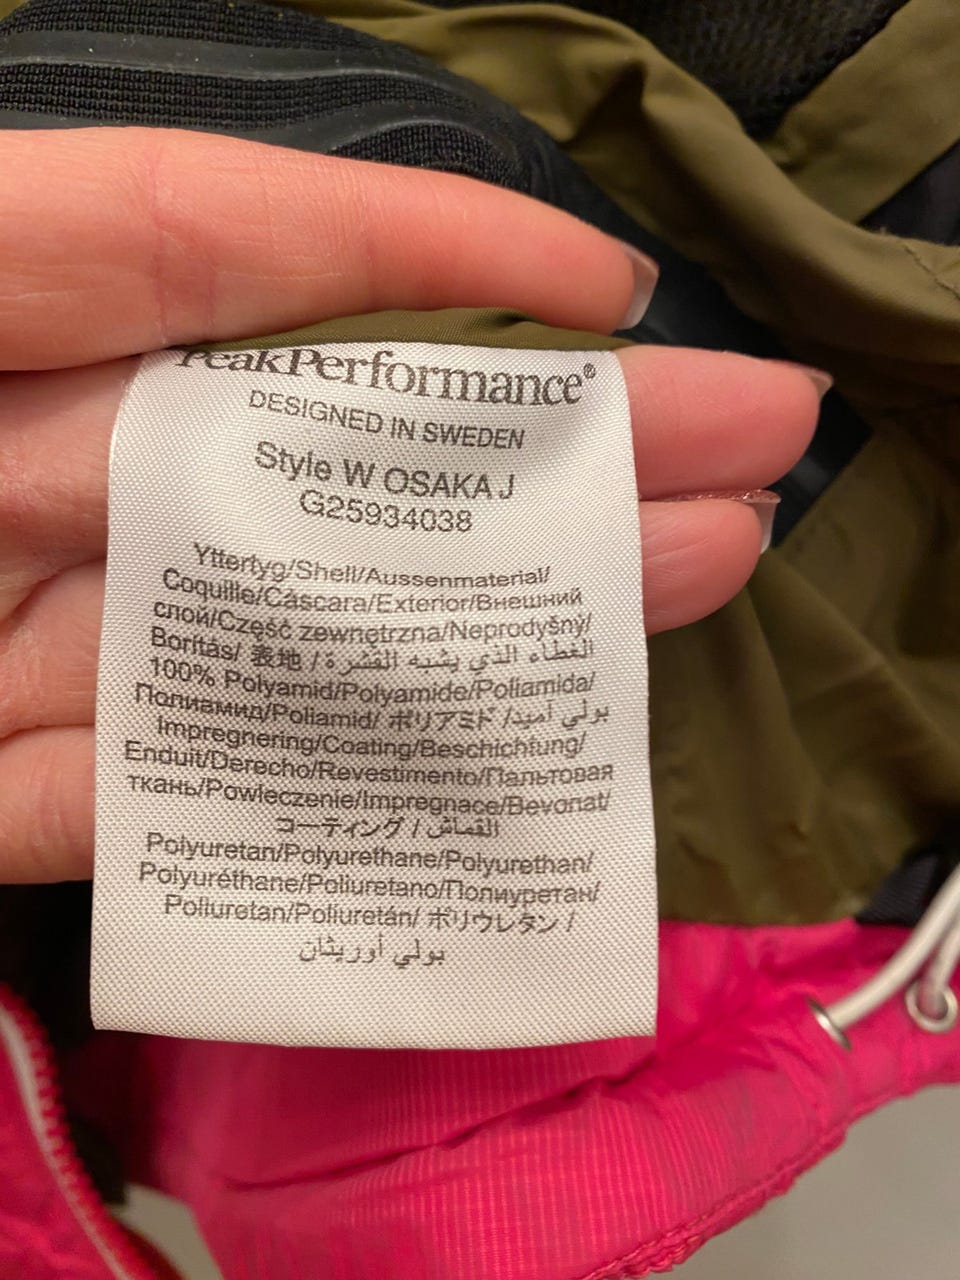 PeakPerformance®
DESIGNED IN SWEDEN
Style W OSAKA J
G25934038
Yttertyg/Shell/Aussenmaterial/
Coquille/Cáscara/Exterior/Внешний
слой/Część zewnętrzna/Neprodyšný/
Borítás/ 表地 / الغطاء الذي يشبه القشرة
100% Polyamid/Polyamide/Poliamida/
Полиамид/Poliamid/ ポリアミド /بولي أميد
Impregnering/Coating/Beschichtung/
Enduit/Derecho/Revestimento/Пальтовая
ткань/Powleczenie/Impregnace/Bevonat/
コーティング / القماش
Polyuretan/Polyurethane/Polyurethan/
Polyuréthane/Poliuretano/Полиуретан/
Poliuretan/Poliuretán/ ポリウレタン /
بولي أوريثان